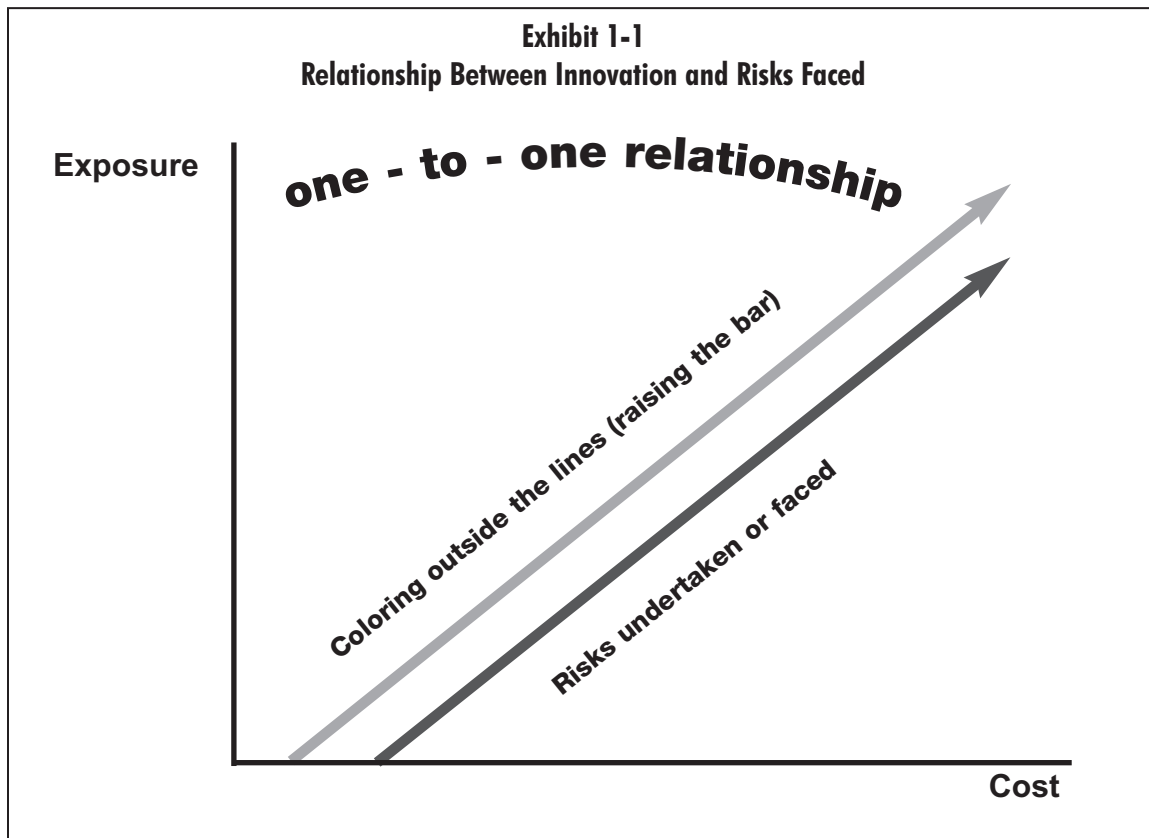 Exhibit 1-1
Relationship Between Innovation and Risks Faced
Exposure
one - to - one relationship
Coloring outside the lines (raising the bar)
Risks undertaken or faced
Cost